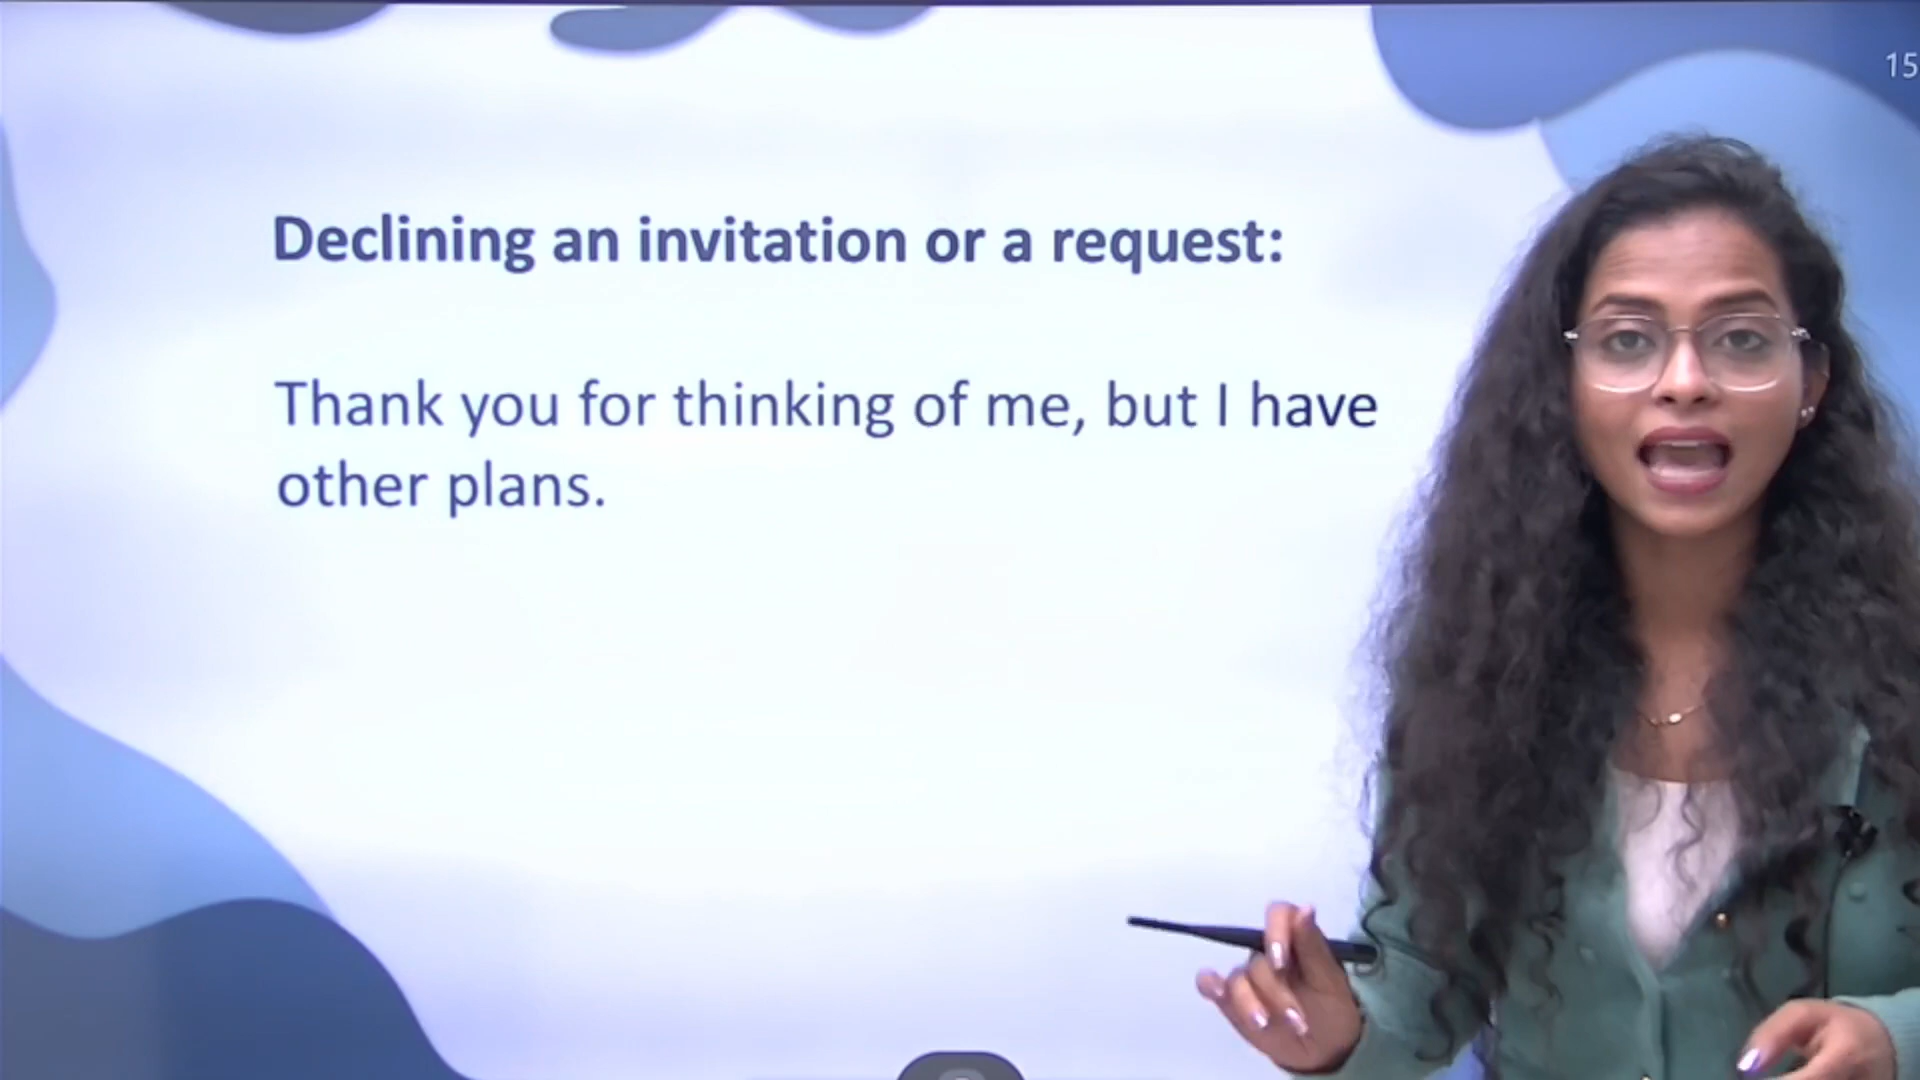 15
Declining an invitation or a request:
Thank you for thinking of me, but I have
other plans.